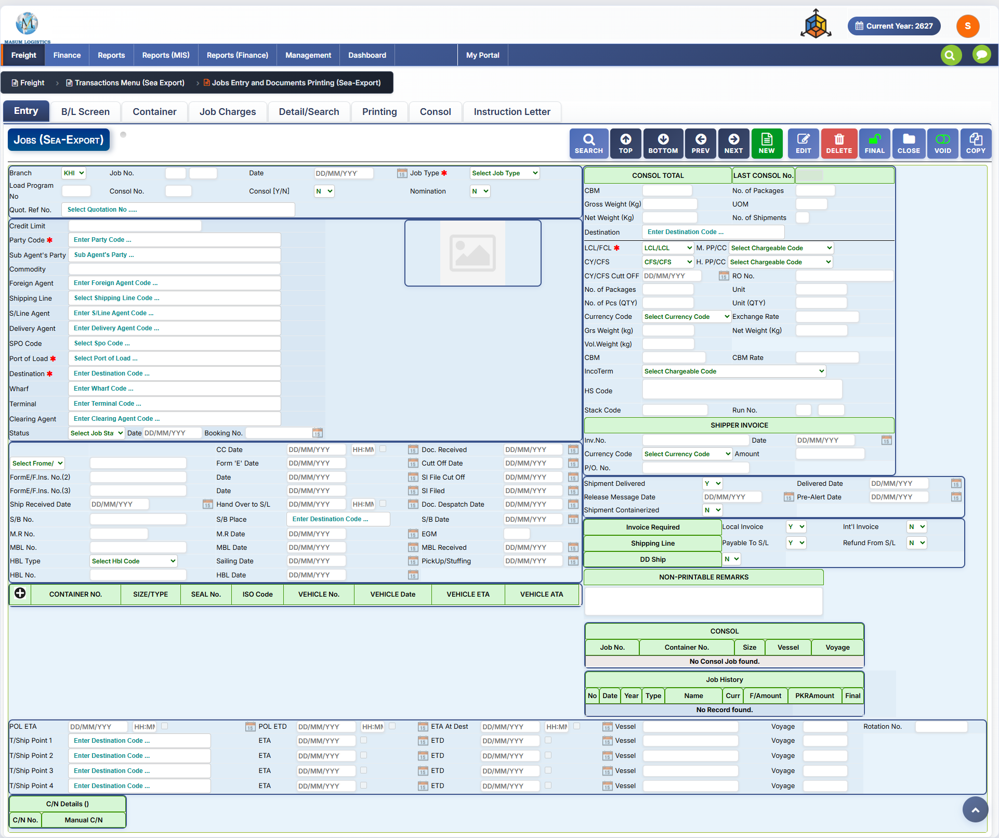 MASUM LOGISTICS
Current Year: 2627
S
Freight Finance Reports Reports (MIS) Reports (Finance) Management Dashboard My Portal
Freight › Transactions Menu (Sea Export) › Jobs Entry and Documents Printing (Sea-Export)
Entry B/L Screen Container Job Charges Detail/Search Printing Consol Instruction Letter
Jobs (Sea-Export)
SEARCH TOP BOTTOM PREV NEXT NEW EDIT DELETE FINAL CLOSE VOID COPY
Branch KHI Job No. Date DD/MM/YYY Job Type * Select Job Type
Load Program No Consol No. Consol [Y/N] N Nomination N
Quot. Ref No. Select Quotation No .....
Credit Limit
Party Code * Enter Party Code ...
Sub Agent's Party Sub Agent's Party ...
Commodity
Foreign Agent Enter Foreign Agent Code ...
Shipping Line Select Shipping Line Code ...
S/Line Agent Enter S/Line Agent Code ...
Delivery Agent Enter Delivery Agent Code ...
SPO Code Select Spo Code ...
Port of Load * Select Port of Load ...
Destination * Enter Destination Code ...
Wharf Enter Wharf Code ...
Terminal Enter Terminal Code ...
Clearing Agent Enter Clearing Agent Code ...
Status Select Job Sta Date DD/MM/YYY Booking No.
CC Date DD/MM/YYY HH:M Doc. Received DD/MM/YYY
Select Frome/ Form 'E' Date DD/MM/YYY Cutt Off Date DD/MM/YYY
FormE/F.Ins. No.(2) Date DD/MM/YYY SI File Cut Off DD/MM/YYY
FormE/F.Ins. No.(3) Date DD/MM/YYY SI Filed DD/MM/YYY
Ship Received Date DD/MM/YYY Hand Over to S/L DD/MM/YYY HH:M Doc. Despatch Date DD/MM/YYY
S/B No. S/B Place Enter Destination Code ... S/B Date DD/MM/YYY
M.R No. M.R Date DD/MM/YYY EGM
MBL No. MBL Date DD/MM/YYY MBL Received DD/MM/YYY
HBL Type Select Hbl Code Sailing Date DD/MM/YYY PickUp/Stuffing DD/MM/YYY
HBL No. HBL Date DD/MM/YYY
CONTAINER NO. SIZE/TYPE SEAL No. ISO Code VEHICLE No. VEHICLE Date VEHICLE ETA VEHICLE ATA
CONSOL TOTAL LAST CONSOL No.
CBM No. of Packages
Gross Weight (Kg) UOM
Net Weight (Kg) No. of Shipments
Destination Enter Destination Code ...
LCL/FCL * LCL/LCL M. PP/CC Select Chargeable Code
CY/CFS CFS/CFS H. PP/CC Select Chargeable Code
CY/CFS Cutt OFF DD/MM/YYY RO No.
No. of Packages Unit
No. of Pcs (QTY) Unit (QTY)
Currency Code Select Currency Code Exchange Rate
Grs Weight (kg) Net Weight (Kg)
Vol.Weight (kg)
CBM CBM Rate
IncoTerm Select Chargeable Code
HS Code
Stack Code Run No.
SHIPPER INVOICE
Inv.No. Date DD/MM/YYY
Currency Code Select Currency Code Amount
P/O. No.
Shipment Delivered Y Delivered Date DD/MM/YYY
Release Message Date DD/MM/YYY Pre-Alert Date DD/MM/YYY
Shipment Containerized N
Invoice Required Local Invoice Y Int'l Invoice N
Shipping Line Payable To S/L Y Refund From S/L N
DD Ship N
NON-PRINTABLE REMARKS
CONSOL
Job No. Container No. Size Vessel Voyage
No Consol Job found.
Job History
No Date Year Type Name Curr F/Amount PKRAmount Final
No Record found.
POL ETA DD/MM/YYY HH:M POL ETD DD/MM/YYY HH:M ETA At Dest DD/MM/YYY HH:M Vessel Voyage Rotation No.
T/Ship Point 1 Enter Destination Code ... ETA DD/MM/YYY ETD DD/MM/YYY Vessel Voyage
T/Ship Point 2 Enter Destination Code ... ETA DD/MM/YYY ETD DD/MM/YYY Vessel Voyage
T/Ship Point 3 Enter Destination Code ... ETA DD/MM/YYY ETD DD/MM/YYY Vessel Voyage
T/Ship Point 4 Enter Destination Code ... ETA DD/MM/YYY ETD DD/MM/YYY Vessel Voyage
C/N Details ()
C/N No. Manual C/N